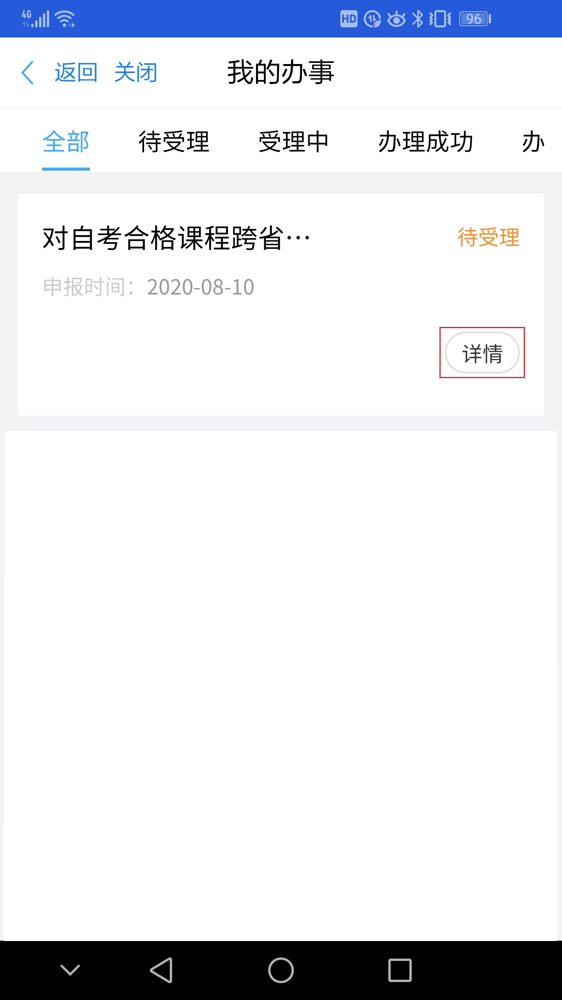 4G HD 96
返回 关闭 我的办事
全部 待受理 受理中 办理成功 办
对自考合格课程跨省… 待受理
申报时间：2020-08-10
详情